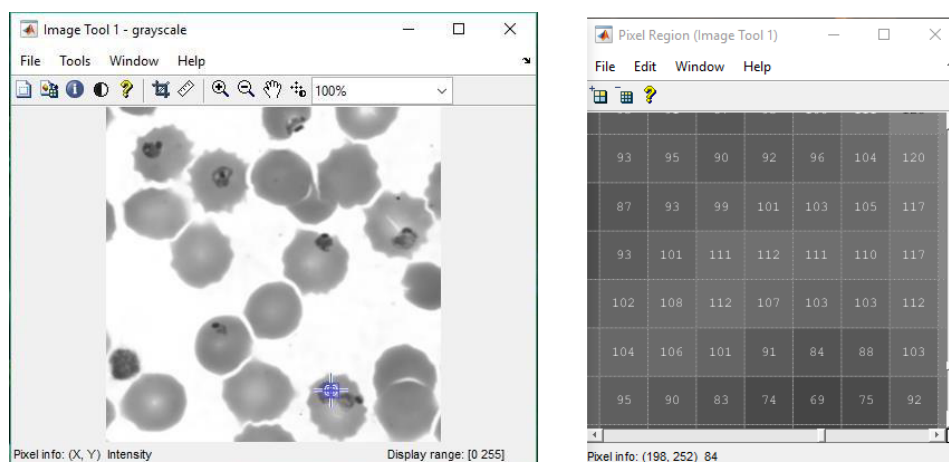 Image Tool 1 - grayscale
File Tools Window Help
100%
Pixel info: (X, Y) Intensity
Display range: [0 255]
Pixel Region (Image Tool 1)
File Edit Window Help
93 95 90 92 96 104 120
87 93 99 101 103 105 117
93 101 111 112 111 110 117
102 108 112 107 103 103 112
104 106 101 91 84 88 103
95 90 83 74 69 75 92
Pixel info: (198, 252) 84